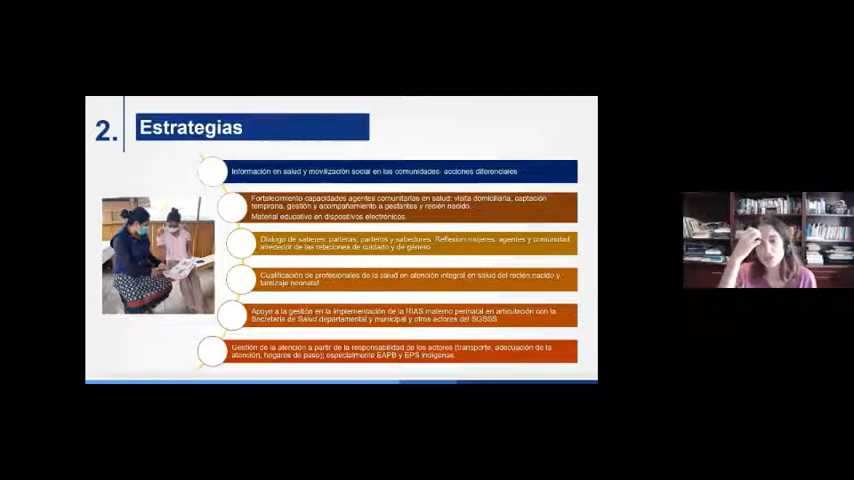 2.
Estrategias
Información en salud y movilización social en las comunidades- acciones diferenciales
Fortalecimiento capacidades agentes comunitarias en salud: visita domiciliaria, captación
temprana, gestión y acompañamiento a gestantes y recién nacido.
Material educativo en dispositivos electrónicos.
Dialogo de saberes: parteras, parteros y sabedores. Reflexion mujeres, agentes y comunidad
alrededor de las relaciones de cuidado y de género
Cualificación de profesionales de la salud en atención integral en salud del recien nacido y
tamizaje neonatal
Apoyo a la gestión en la implementación de la RIAS materno perinatal en articulación con la
Secretaria de Salud departamental y municipal y otros actores del SGSSS
Gestión de la atención a partir de la responsabilidad de los actores (transporte, adecuación de la
atención, hogares de paso); especialmente EAPB y EPS indígenas.